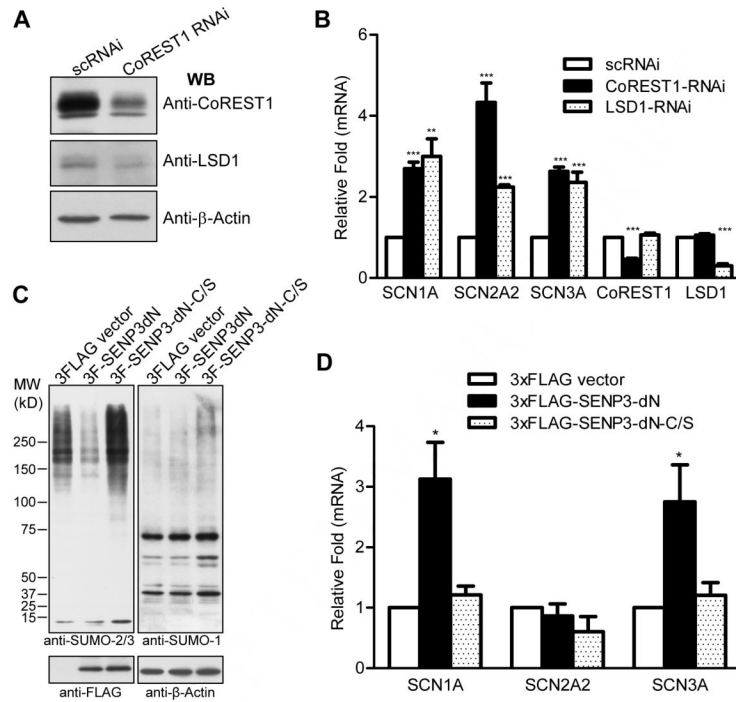 A
scRNAi
CoREST1 RNAi
WB
Anti-CoREST1
Anti-LSD1
Anti-β-Actin
B
scRNAi
CoREST1-RNAi
LSD1-RNAi
Relative Fold (mRNA)
6
4
2
0
*** ** *** *** *** *** *** ***
SCN1A SCN2A2 SCN3A CoREST1 LSD1
C
3FLAG vector
3F-SENP3dN
3F-SENP3-dN-C/S
3FLAG vector
3F-SENP3dN
3F-SENP3-dN-C/S
MW
(kD)
250
150
100
75
50
37
25
15
anti-SUMO-2/3 anti-SUMO-1
anti-FLAG anti-β-Actin
D
3xFLAG vector
3xFLAG-SENP3-dN
3xFLAG-SENP3-dN-C/S
Relative Fold (mRNA)
4
3
2
1
0
* *
SCN1A SCN2A2 SCN3A